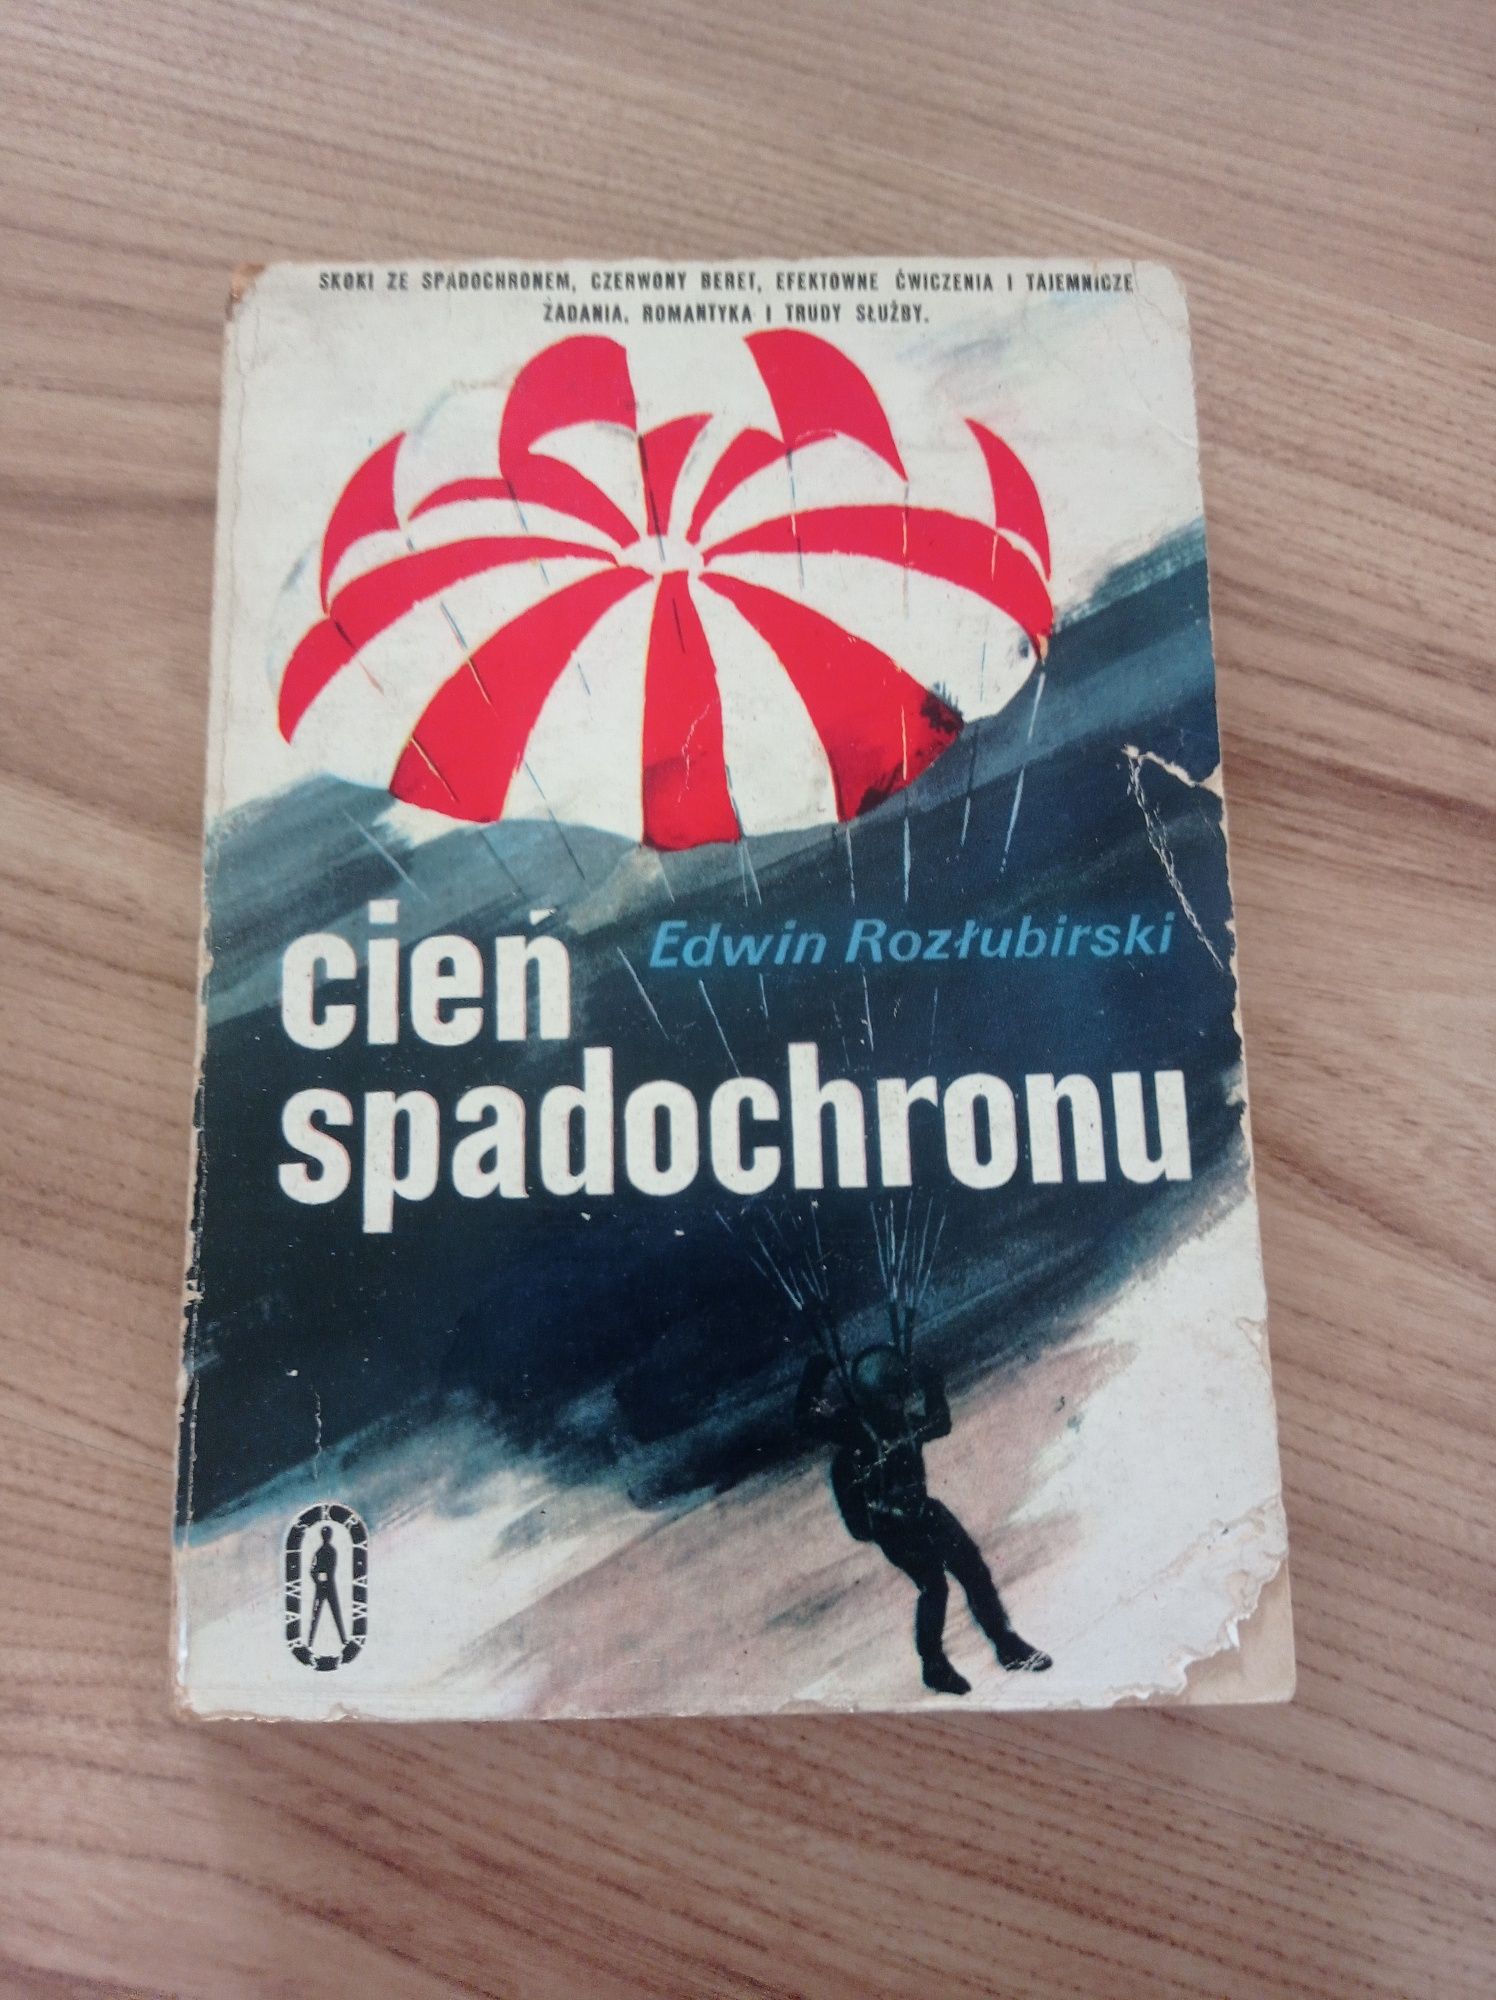 SKOKI ZE SPADOCHRONEM, CZERWONY BERET, EFEKTOWNE ĆWICZENIA I TAJEMNICZE
ZADANIA. ROMANTYKA I TRUDY SŁUŻBY.
Edwin Rozłubirski
cień
spadochronu